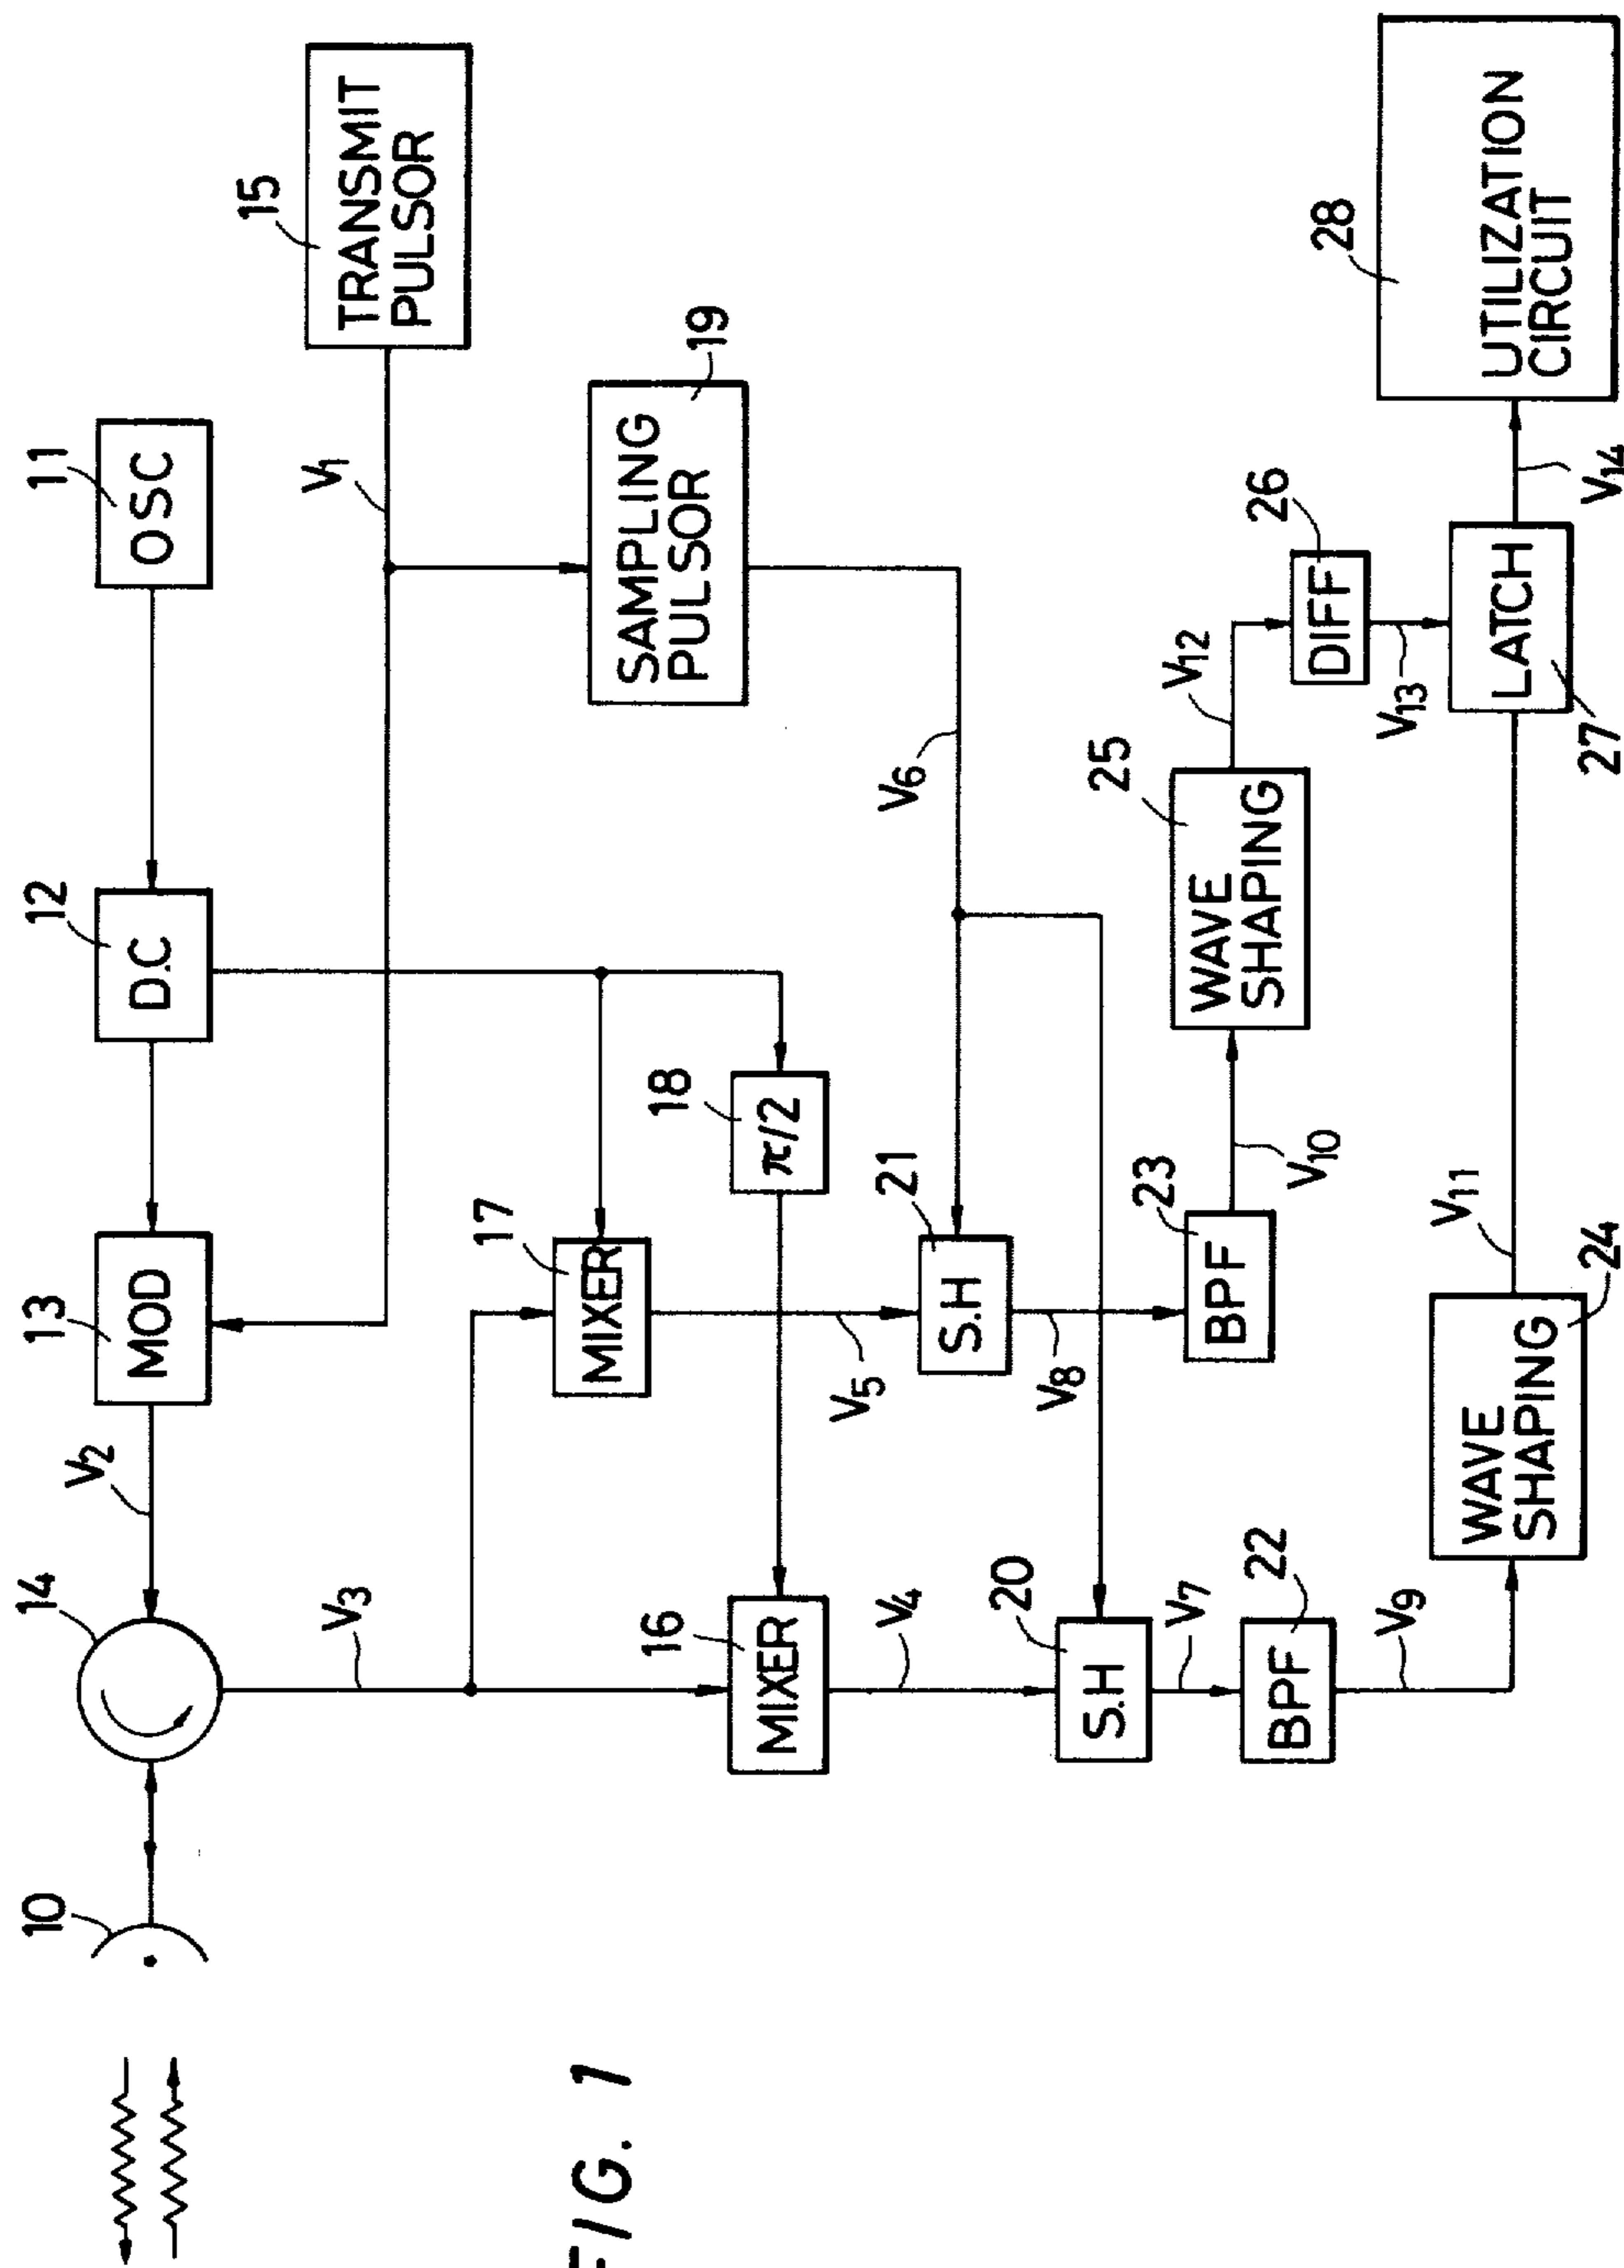 10
14
V2
13
MOD
12
D.C
11
OSC
V3
V1
15
TRANSMIT
PULSOR
17
MIXER
16
MIXER
18
π/2
19
SAMPLING
PULSOR
V4
V5
V6
20
S.H
21
S.H
V7
V8
22
BPF
23
BPF
V9
V10
25
WAVE
SHAPING
V12
26
DIFF
V13
24
WAVE
SHAPING
V11
27
LATCH
V14
28
UTILIZATION
CIRCUIT
FIG. 1